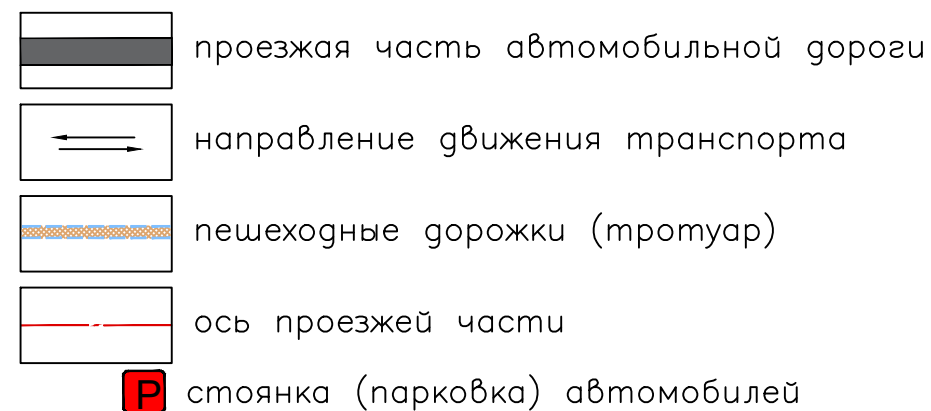 проезжая часть автомобильной дороги
направление движения транспорта
пешеходные дорожки (тротуар)
ось проезжей части
P стоянка (парковка) автомобилей